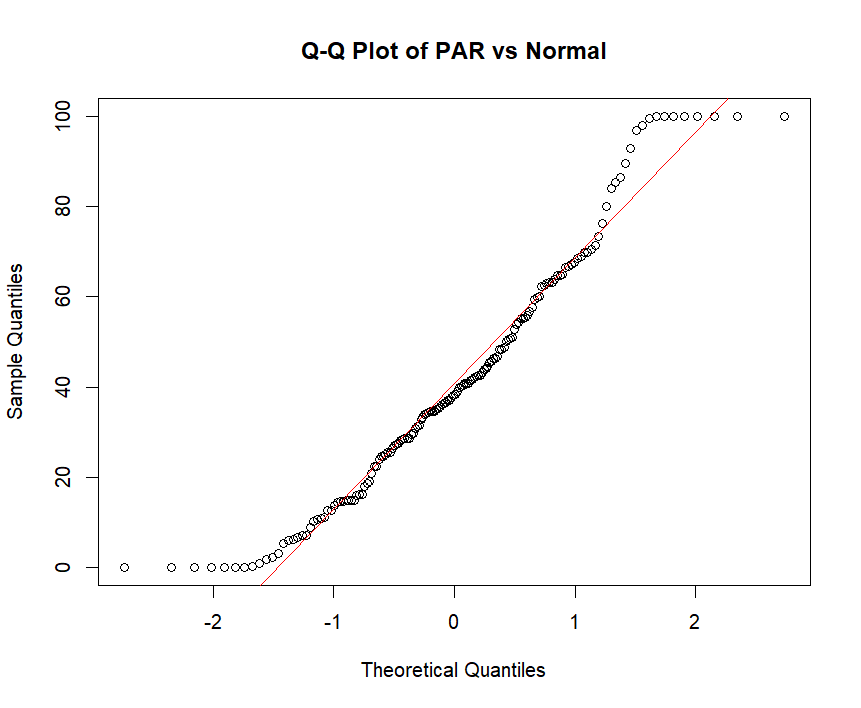 Q-Q Plot of PAR vs Normal
Sample Quantiles
100
80
60
40
20
0
-2 -1 0 1 2
Theoretical Quantiles